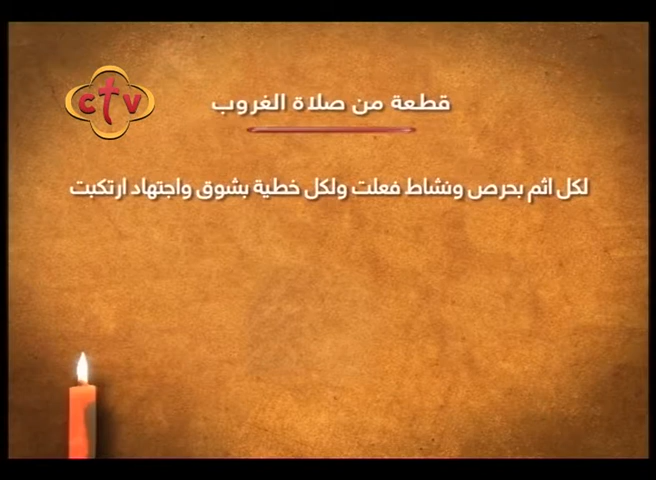 ctv
قطعة من صلاة الغروب
لكل اثم بحرص ونشاط فعلت ولكل خطية بشوق واجتهاد ارتكبت